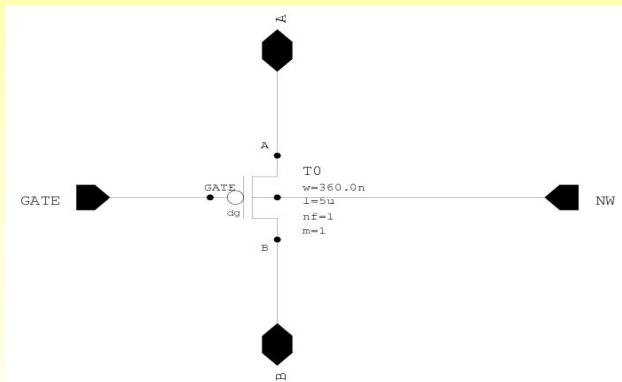 A
A
T0
GATE
w=360.0n
GATE
l=5u
NW
dg
nf=1
m=1
B
B